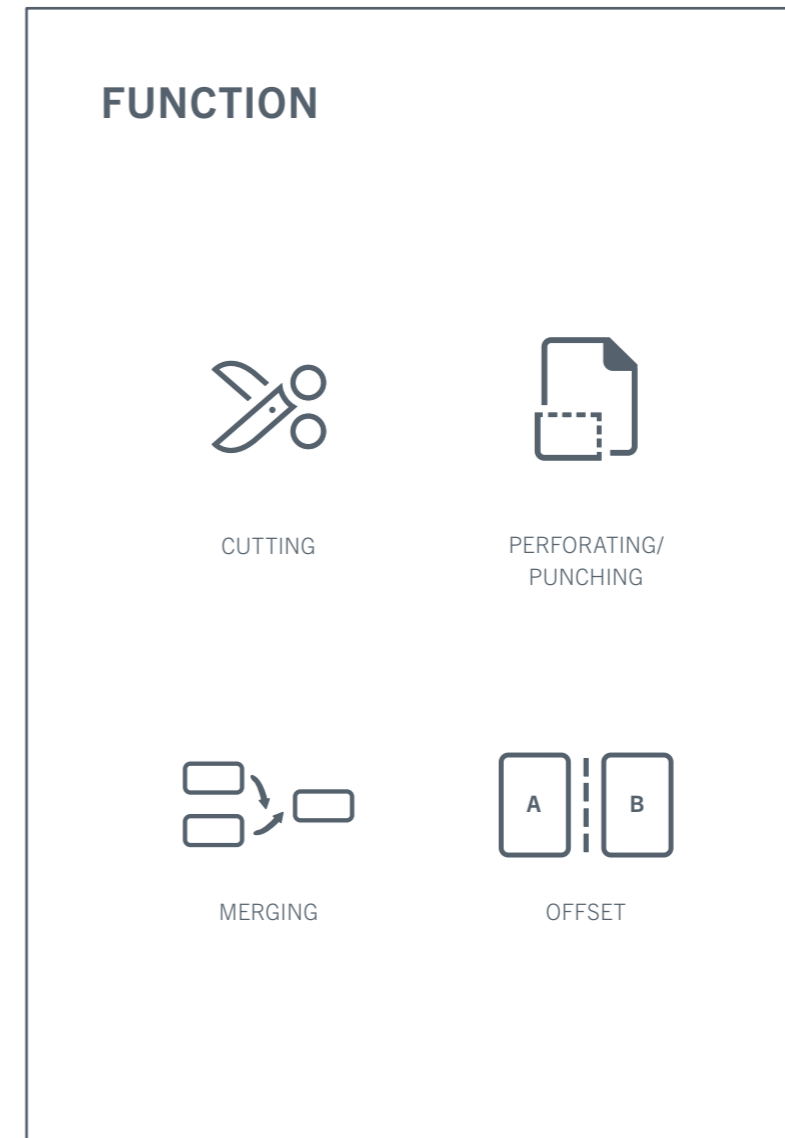 FUNCTION
CUTTING
PERFORATING/
PUNCHING
A
B
MERGING
OFFSET